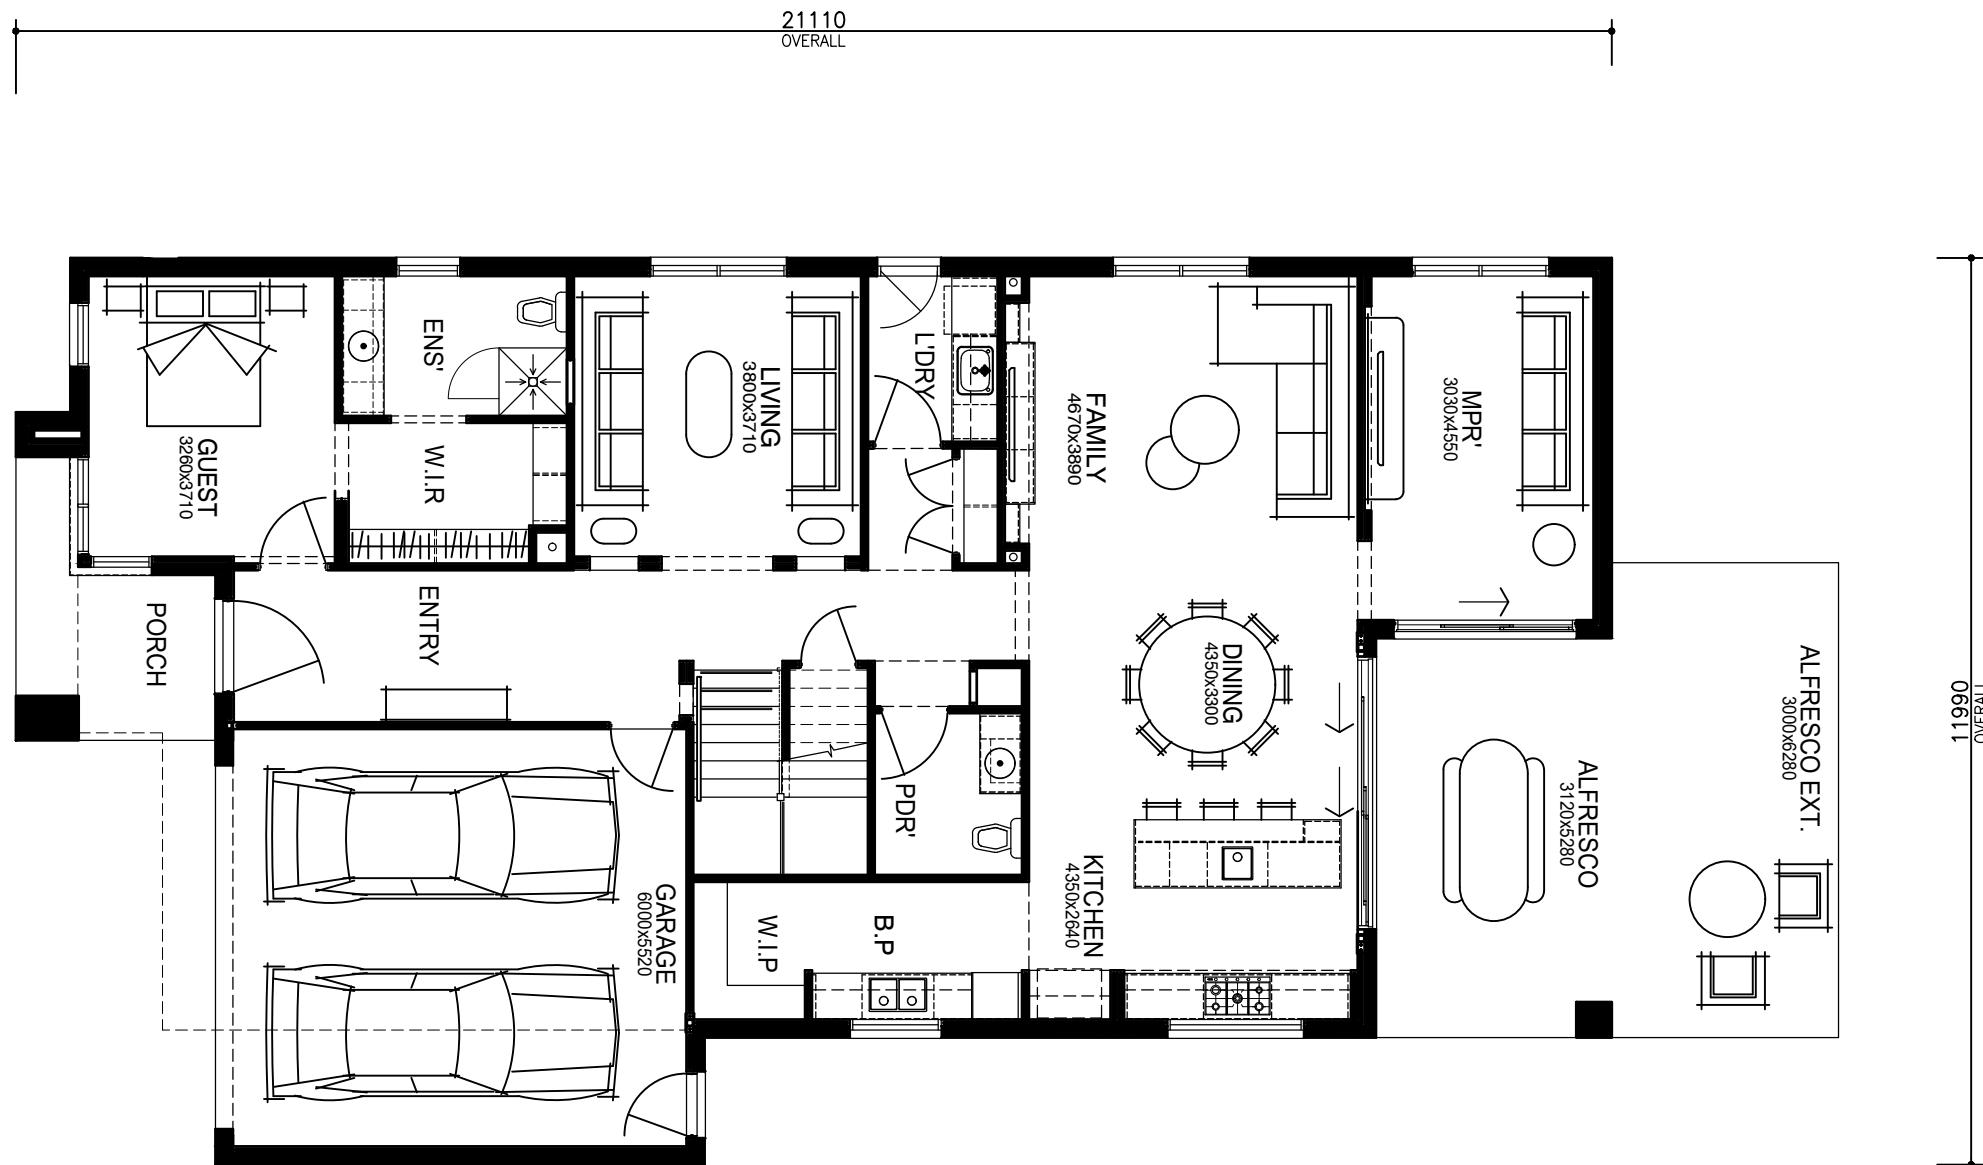 21110
OVERALL
ENS'
LIVING
3800x3710
L'DRY
FAMILY
4670x3890
MPR'
3030x4550
GUEST
3260x3710
W.I.R
PORCH
ENTRY
DINING
4350x3300
ALFRESCO EXT.
3000x6280
OVERALL
11990
PDR'
ALFRESCO
3120x5280
KITCHEN
4350x2640
GARAGE
6000x5520
W.I.P
B.P